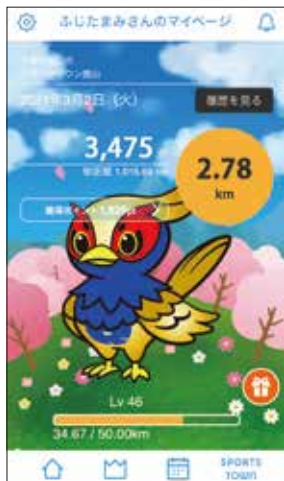 ふじたまみさんのマイページ
2021年3月2日（火）
履歴を見る
3,475
2.78
km
Lv 46
34.67 / 50.00km
SPORTS
TOWN